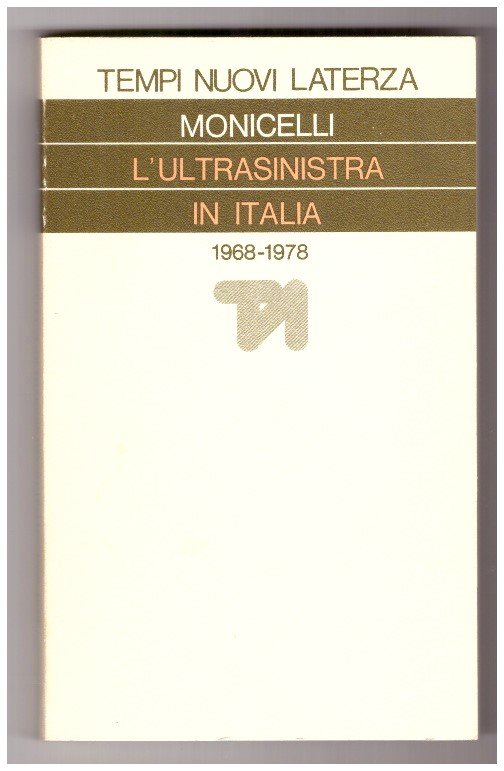 TEMPI NUOVI LATERZA
MONICELLI
L'ULTRASINISTRA
IN ITALIA
1968-1978